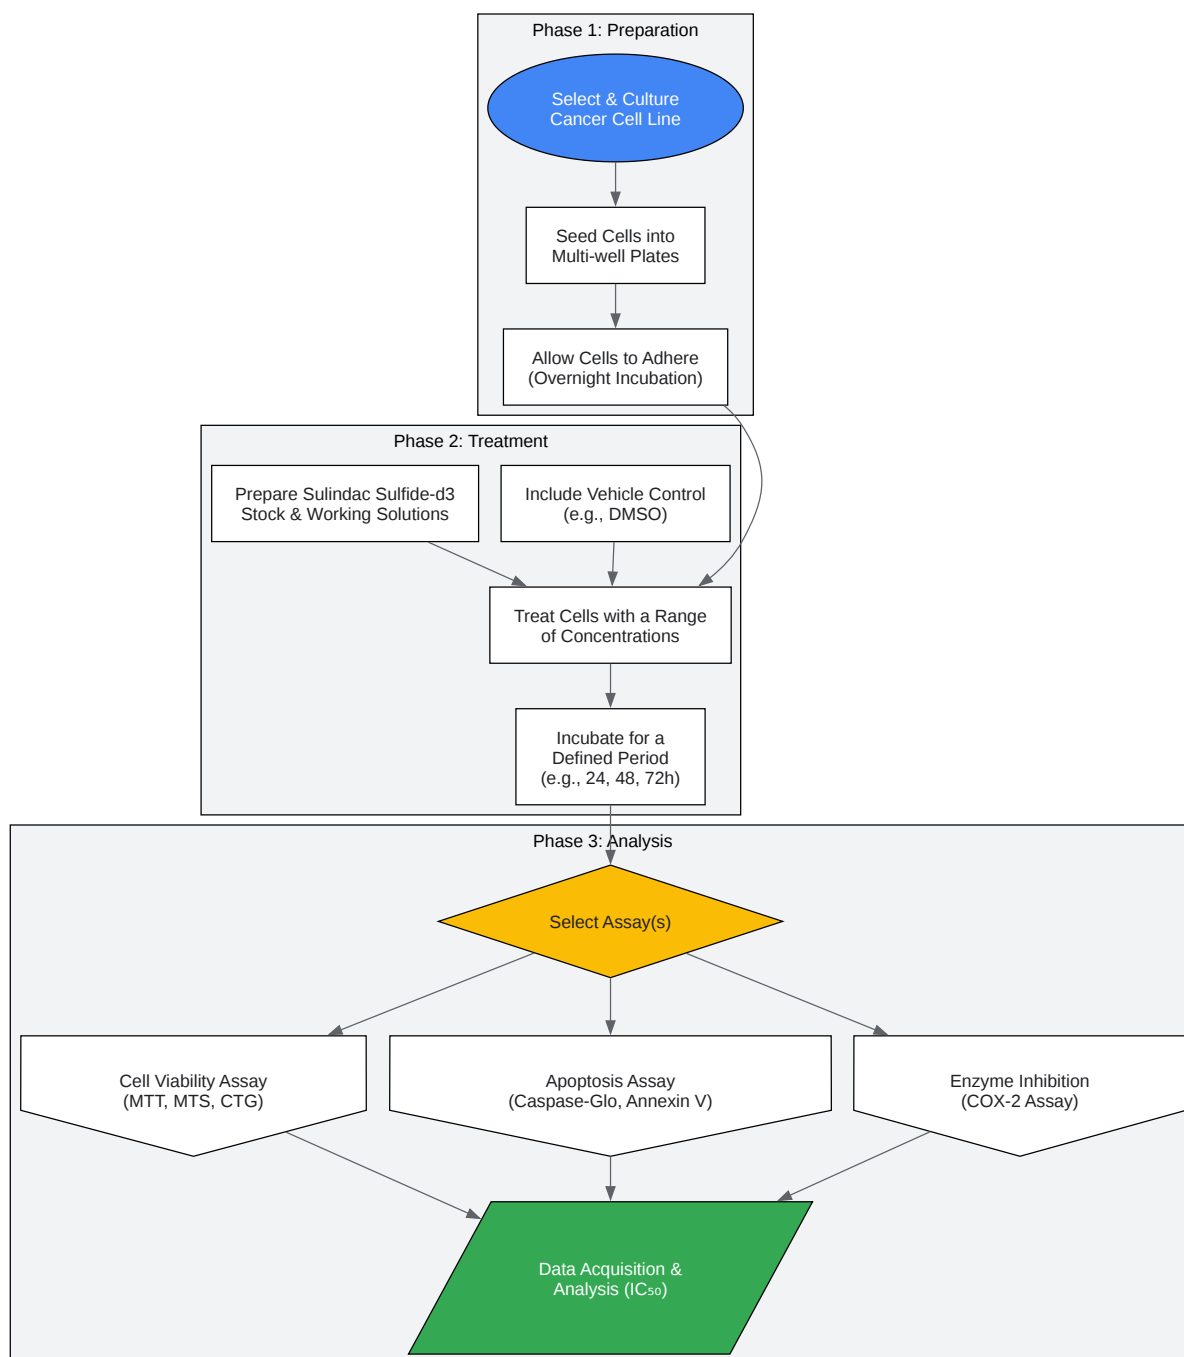 Phase 1: Preparation
Select & Culture
Cancer Cell Line
Seed Cells into
Multi-well Plates
Allow Cells to Adhere
(Overnight Incubation)
Phase 2: Treatment
Prepare Sulindac Sulfide-d3
Stock & Working Solutions
Include Vehicle Control
(e.g., DMSO)
Treat Cells with a Range
of Concentrations
Incubate for a
Defined Period
(e.g., 24, 48, 72h)
Phase 3: Analysis
Select Assay(s)
Cell Viability Assay
(MTT, MTS, CTG)
Apoptosis Assay
(Caspase-Glo, Annexin V)
Enzyme Inhibition
(COX-2 Assay)
Data Acquisition &
Analysis (IC₅₀)